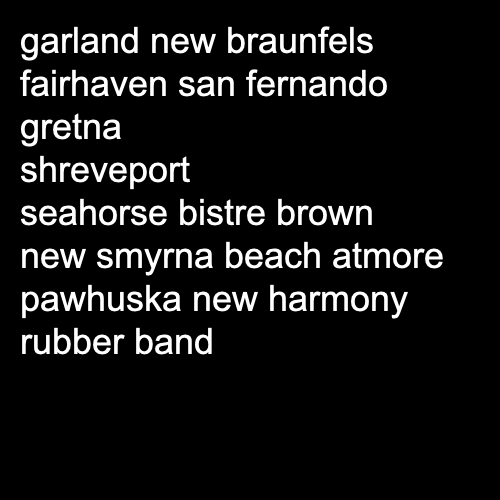 garland new braunfels
fairhaven san fernando
gretna
shreveport
seahorse bistre brown
new smyrna beach atmore
pawhuska new harmony
rubber band